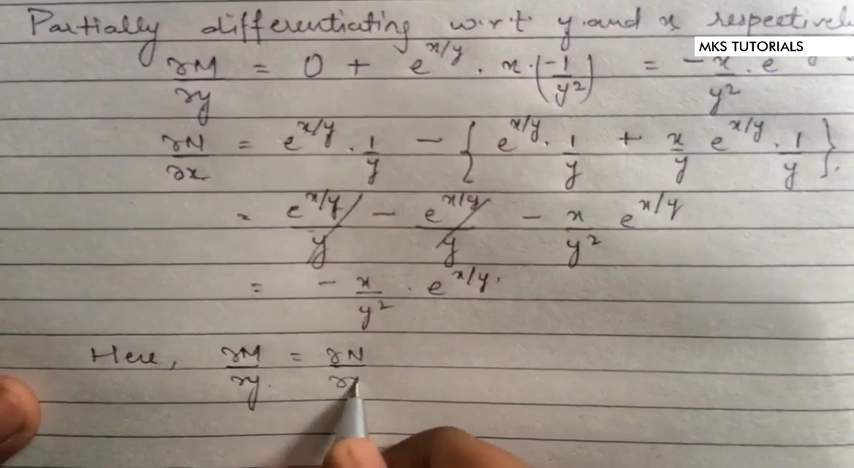 Partially differentiating w.r.t y and x respectively
MKS TUTORIALS
∂M/∂y = 0 + e^{x/y} . x . (-1/y²) = - x/y² . e
∂N/∂x = e^{x/y} . 1/y - { e^{x/y} . 1/y + x/y e^{x/y} . 1/y }.
= e^{x/y}/y - e^{x/y}/y - x/y² e^{x/y}
= - x/y² . e^{x/y}.
Here, ∂M/∂y = ∂N/∂x